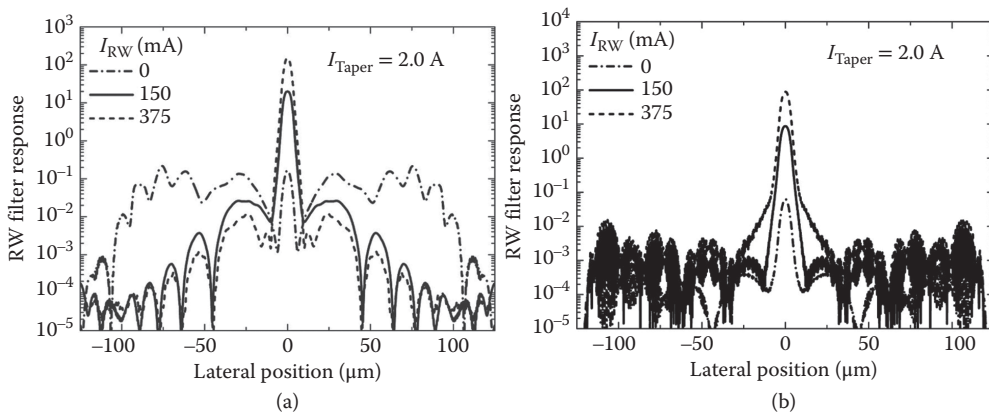 10³
10²
10¹
10⁰
10⁻¹
10⁻²
10⁻³
10⁻⁴
10⁻⁵
RW filter response
I_RW (mA)
0
150
375
I_Taper = 2.0 A
−100 −50 0 50 100
Lateral position (µm)
(a)
10⁴
10³
10²
10¹
10⁰
10⁻¹
10⁻²
10⁻³
10⁻⁴
10⁻⁵
RW filter response
I_RW (mA)
0
150
375
I_Taper = 2.0 A
−100 −50 0 50 100
Lateral position (µm)
(b)